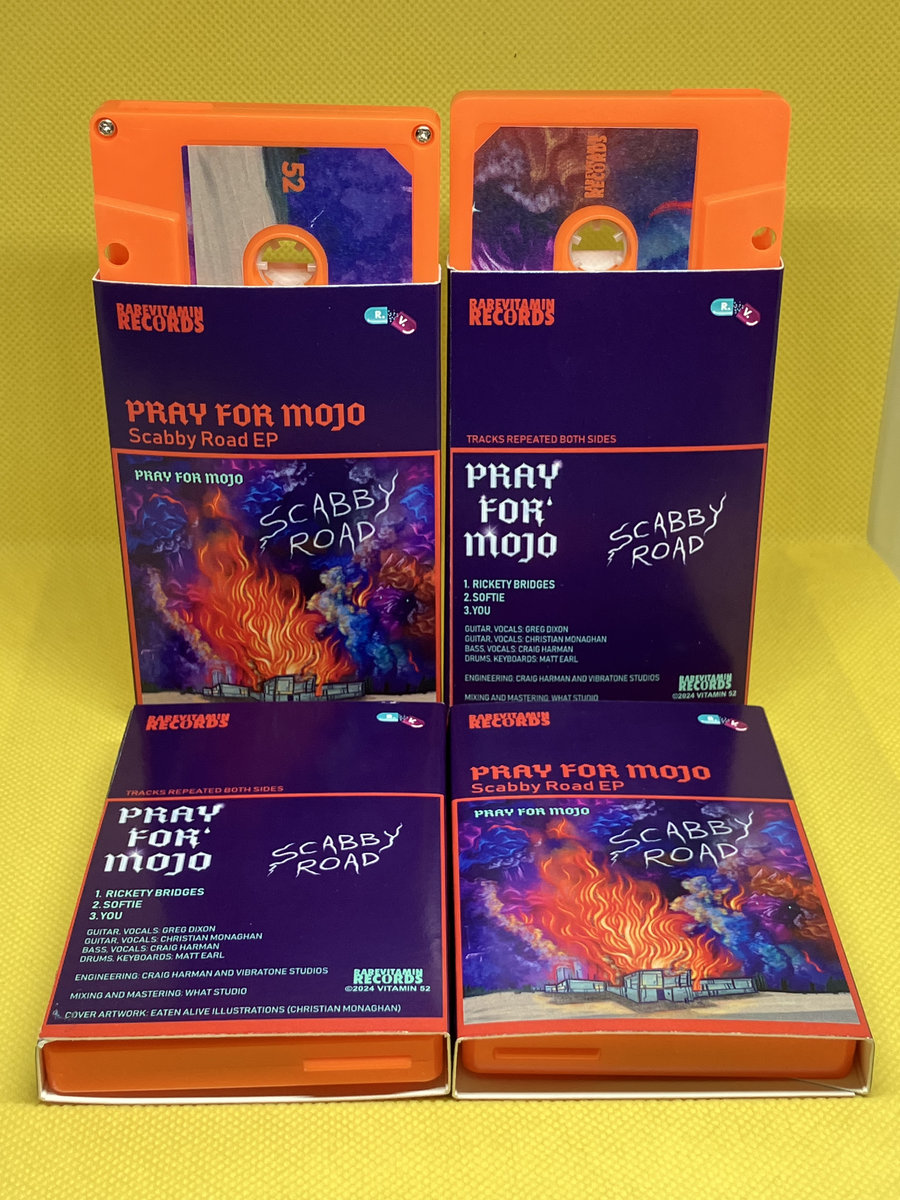 52
RAREVITAMIN
RECORDS
R.
V.
PRAY FOR MOJO
Scabby Road EP
PRAY FOR MOJO
SCABBY
ROAD
RAREVITAMIN
RECORDS
RAREVITAMIN
RECORDS
R.
V.
TRACKS REPEATED BOTH SIDES
PRAY
FOR
MOJO
SCABBY
ROAD
1. RICKETY BRIDGES
2. SOFTIE
3. YOU
GUITAR, VOCALS: GREG DIXON
GUITAR, VOCALS: CHRISTIAN MONAGHAN
BASS, VOCALS: CRAIG HARMAN
DRUMS, KEYBOARDS: MATT EARL
ENGINEERING: CRAIG HARMAN AND VIBRATONE STUDIOS
MIXING AND MASTERING: WHAT STUDIO
RAREVITAMIN
RECORDS
©2024 VITAMIN 52
RAREVITAMIN
RECORDS
R.
V.
TRACKS REPEATED BOTH SIDES
PRAY
FOR
MOJO
SCABBY
ROAD
1. RICKETY BRIDGES
2. SOFTIE
3. YOU
GUITAR, VOCALS: GREG DIXON
GUITAR, VOCALS: CHRISTIAN MONAGHAN
BASS, VOCALS: CRAIG HARMAN
DRUMS, KEYBOARDS: MATT EARL
ENGINEERING: CRAIG HARMAN AND VIBRATONE STUDIOS
MIXING AND MASTERING: WHAT STUDIO
COVER ARTWORK: EATEN ALIVE ILLUSTRATIONS (CHRISTIAN MONAGHAN)
RAREVITAMIN
RECORDS
©2024 VITAMIN 52
RAREVITAMIN
RECORDS
R.
V.
PRAY FOR MOJO
Scabby Road EP
PRAY FOR MOJO
SCABBY
ROAD